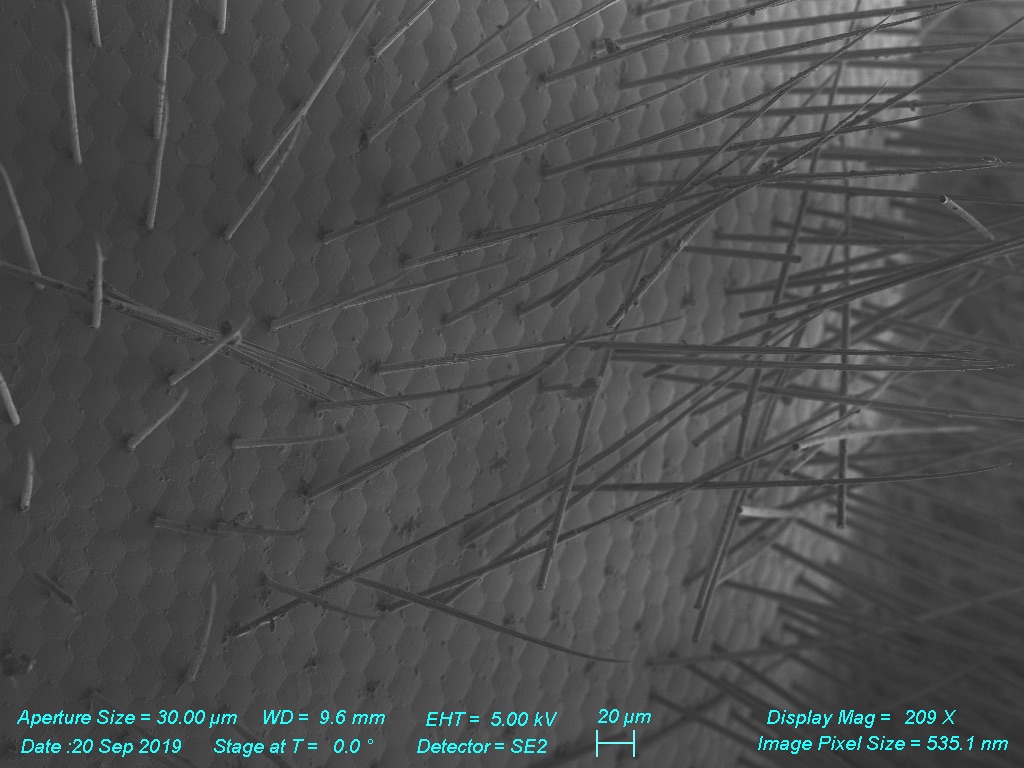 Aperture Size = 30.00 µm WD = 9.6 mm EHT = 5.00 kV 20 µm Display Mag = 209 X
Date :20 Sep 2019 Stage at T = 0.0 ° Detector = SE2 Image Pixel Size = 535.1 nm